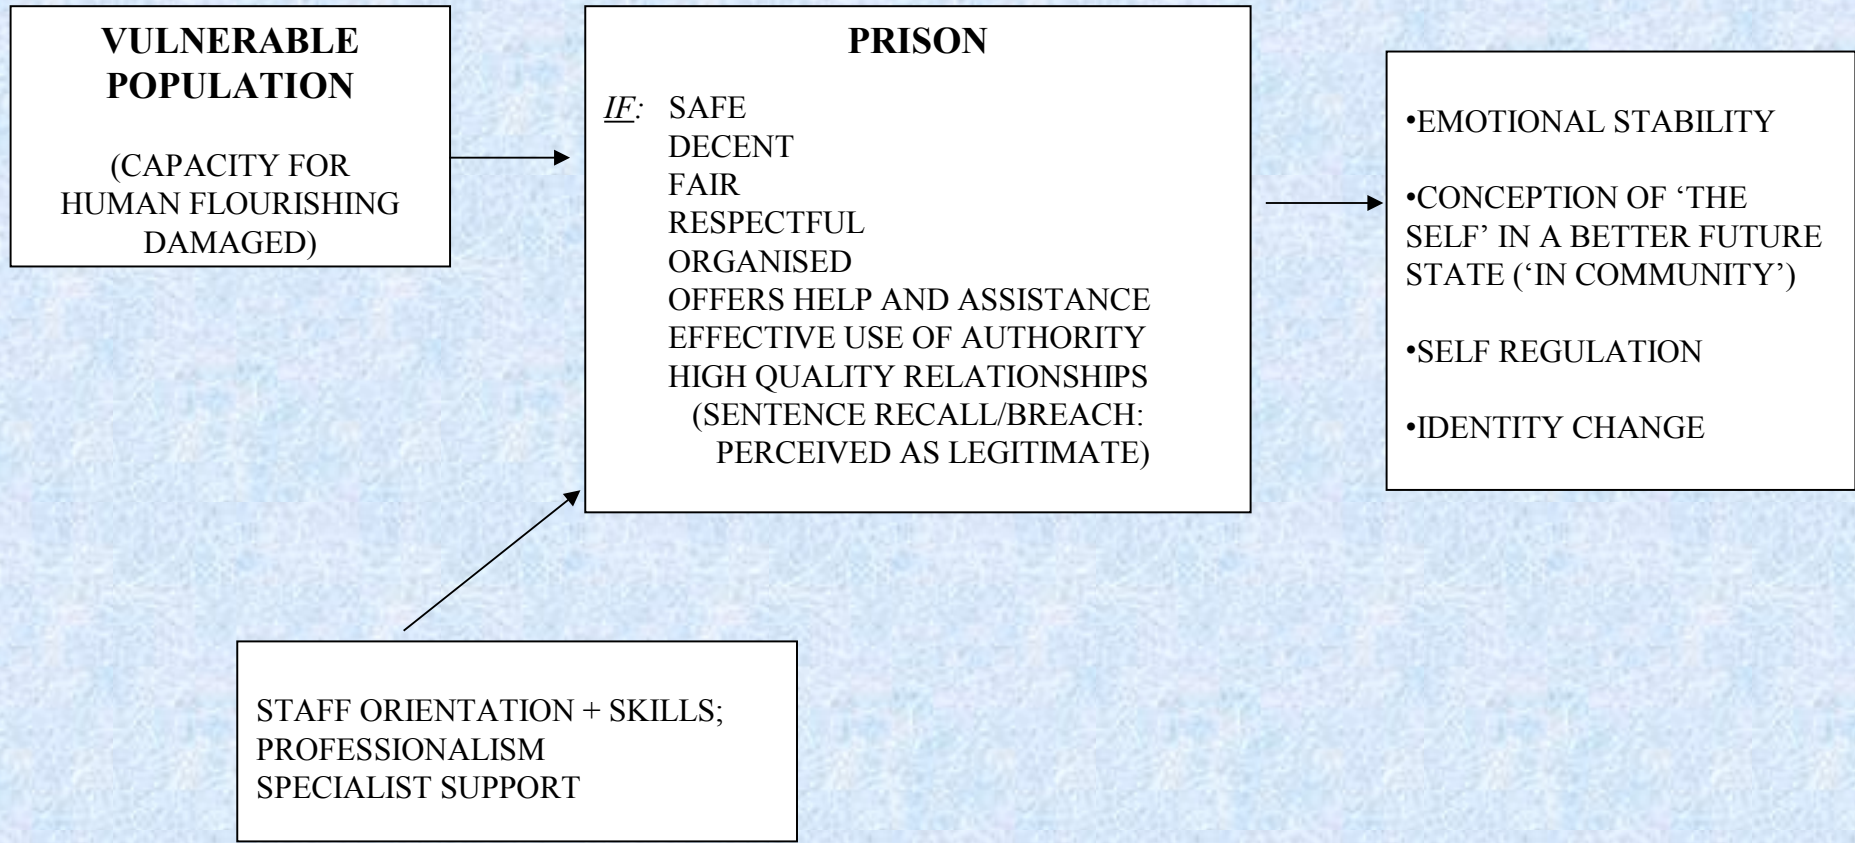 VULNERABLE
POPULATION
(CAPACITY FOR
HUMAN FLOURISHING
DAMAGED)
PRISON
IF: SAFE
DECENT
FAIR
RESPECTFUL
ORGANISED
OFFERS HELP AND ASSISTANCE
EFFECTIVE USE OF AUTHORITY
HIGH QUALITY RELATIONSHIPS
(SENTENCE RECALL/BREACH:
PERCEIVED AS LEGITIMATE)
•EMOTIONAL STABILITY
•CONCEPTION OF ‘THE
SELF’ IN A BETTER FUTURE
STATE (‘IN COMMUNITY’)
•SELF REGULATION
•IDENTITY CHANGE
STAFF ORIENTATION + SKILLS;
PROFESSIONALISM
SPECIALIST SUPPORT